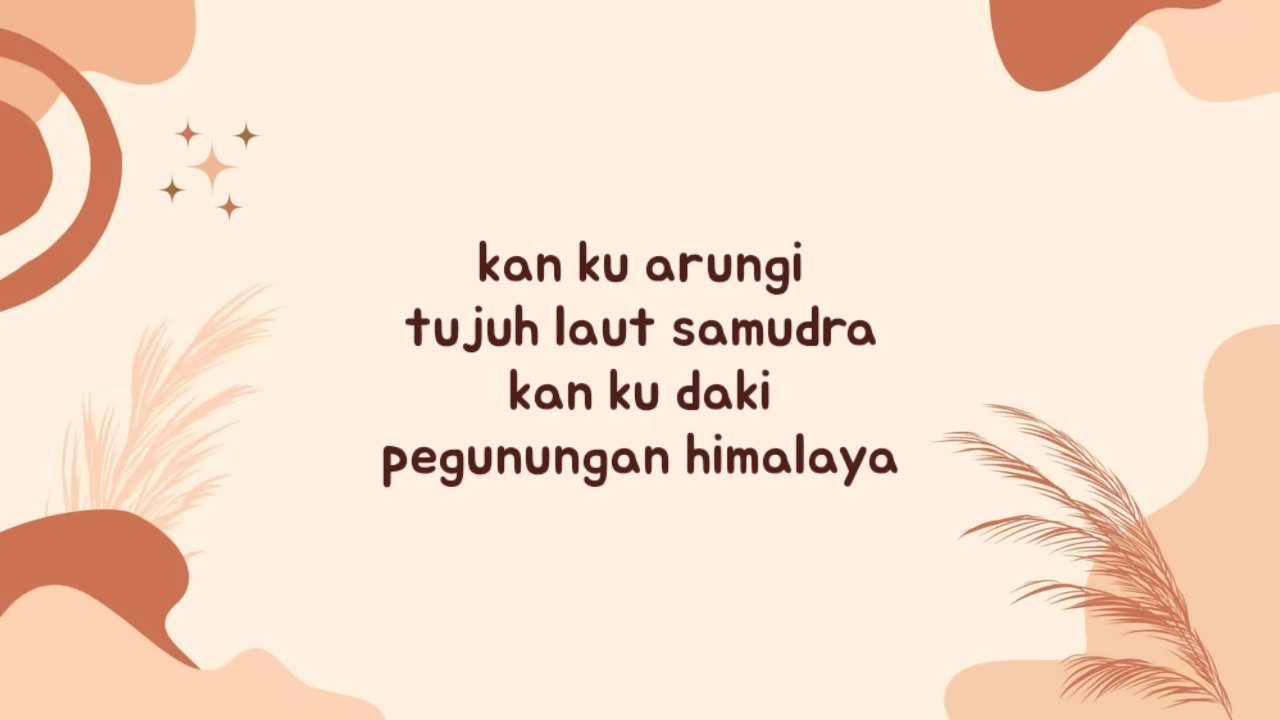 kan ku arungi
tujuh laut samudra
kan ku daki
pegunungan himalaya